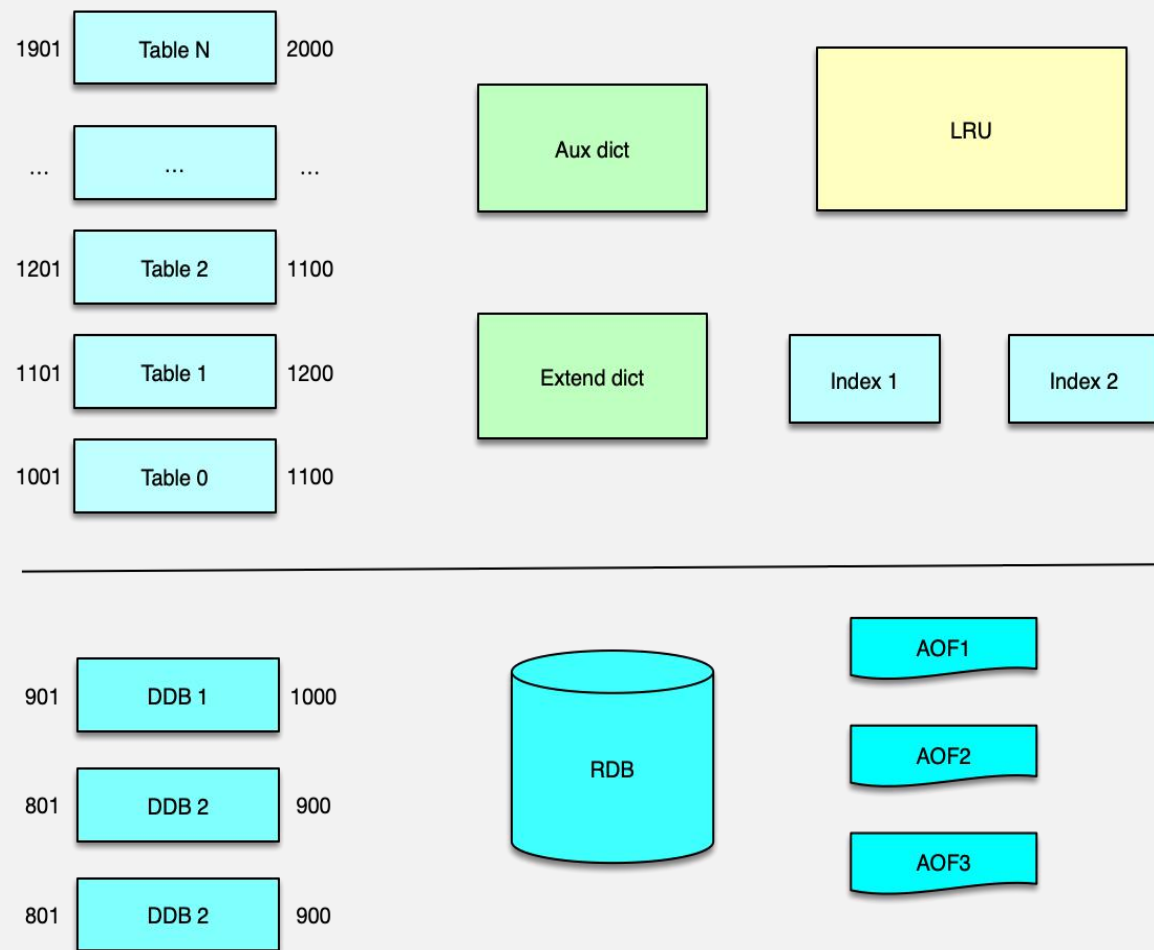 1901 Table N 2000
... ... ...
1201 Table 2 1100
1101 Table 1 1200
1001 Table 0 1100
Aux dict
LRU
Extend dict
Index 1
Index 2
901 DDB 1 1000
801 DDB 2 900
801 DDB 2 900
RDB
AOF1
AOF2
AOF3